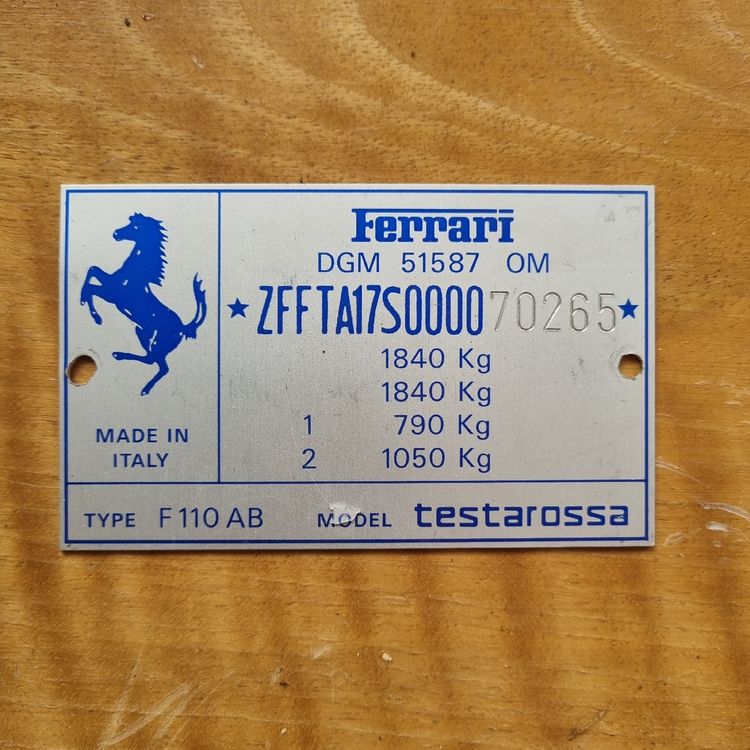 Ferrari
DGM 51587 OM
★ZFFTA17S000070265★
1840 Kg
1840 Kg
1 790 Kg
2 1050 Kg
MADE IN
ITALY
TYPE F110 AB MODEL testarossa